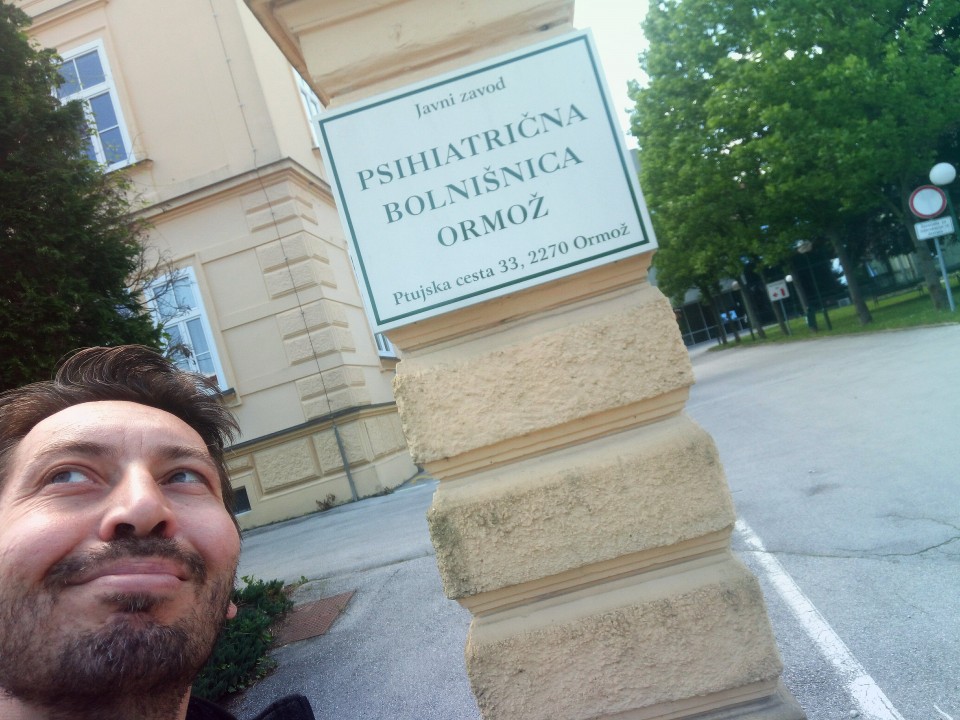 Javni zavod
PSIHIATRIČNA
BOLNIŠNICA
ORMOŽ
Ptujska cesta 33, 2270 Ormož